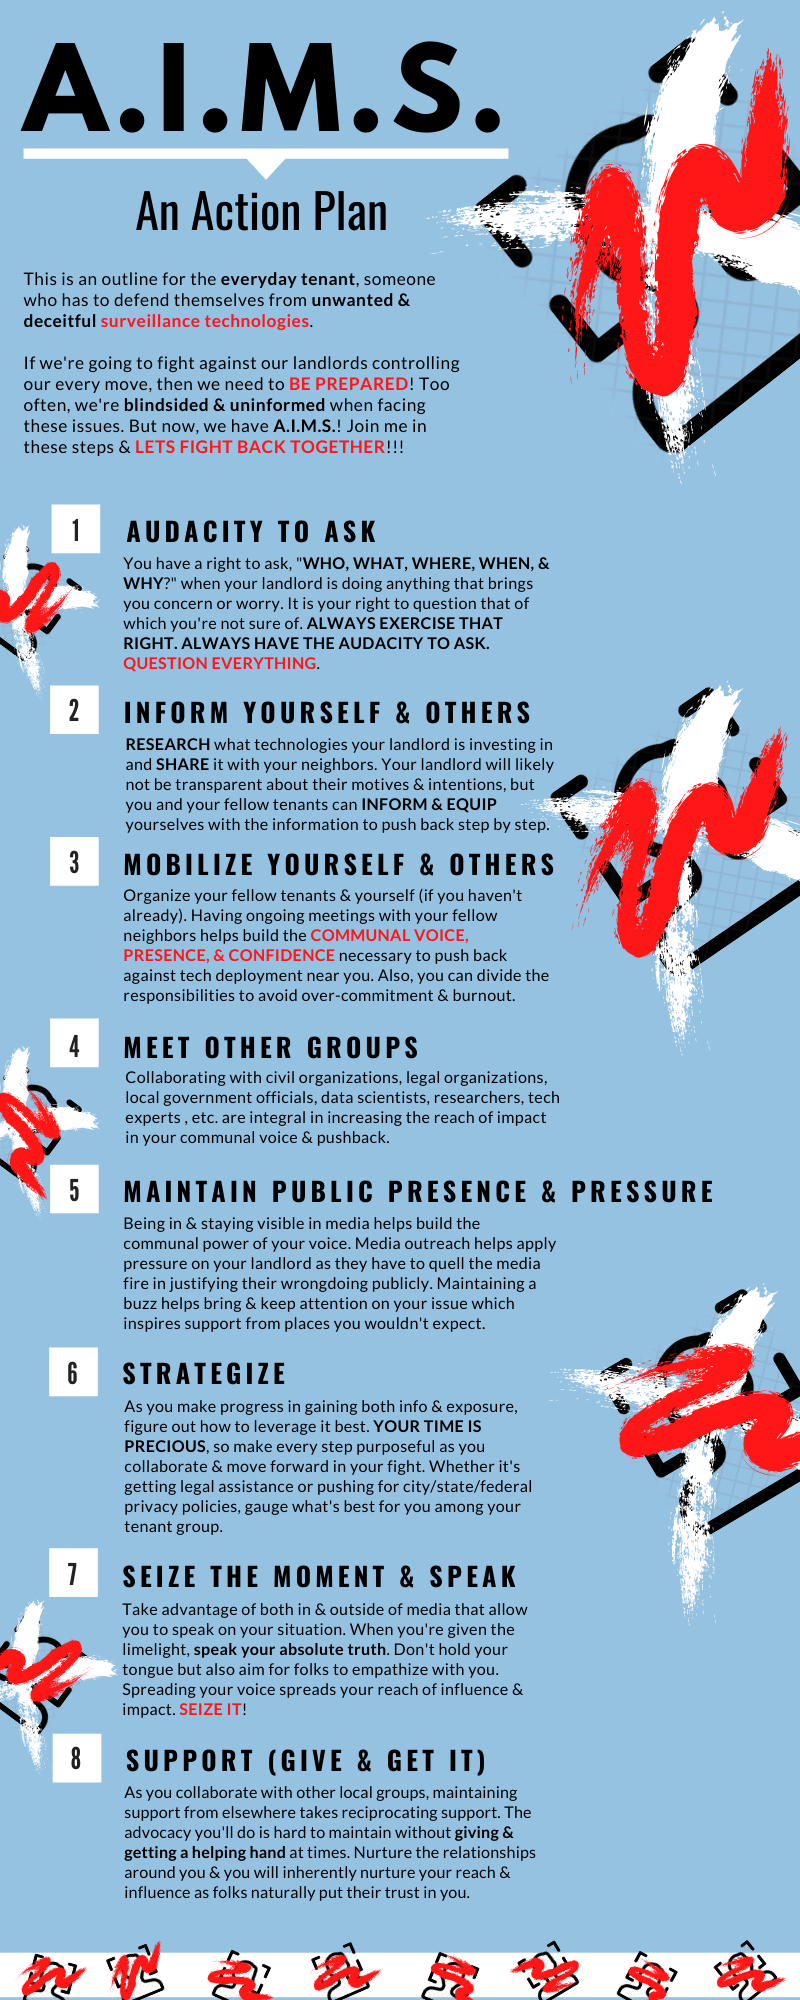 A.I.M.S.
An Action Plan
This is an outline for the everyday tenant, someone
who has to defend themselves from unwanted &
deceitful surveillance technologies.
If we're going to fight against our landlords controlling
our every move, then we need to BE PREPARED! Too
often, we're blindsided & uninformed when facing
these issues. But now, we have A.I.M.S.! Join me in
these steps & LETS FIGHT BACK TOGETHER!!!
1
AUDACITY TO ASK
You have a right to ask, "WHO, WHAT, WHERE, WHEN, &
WHY?" when your landlord is doing anything that brings
you concern or worry. It is your right to question that of
which you're not sure of. ALWAYS EXERCISE THAT
RIGHT. ALWAYS HAVE THE AUDACITY TO ASK.
QUESTION EVERYTHING.
2
INFORM YOURSELF & OTHERS
RESEARCH what technologies your landlord is investing in
and SHARE it with your neighbors. Your landlord will likely
not be transparent about their motives & intentions, but
you and your fellow tenants can INFORM & EQUIP
yourselves with the information to push back step by step.
3
MOBILIZE YOURSELF & OTHERS
Organize your fellow tenants & yourself (if you haven't
already). Having ongoing meetings with your fellow
neighbors helps build the COMMUNAL VOICE,
PRESENCE, & CONFIDENCE necessary to push back
against tech deployment near you. Also, you can divide the
responsibilities to avoid over-commitment & burnout.
4
MEET OTHER GROUPS
Collaborating with civil organizations, legal organizations,
local government officials, data scientists, researchers, tech
experts , etc. are integral in increasing the reach of impact
in your communal voice & pushback.
5
MAINTAIN PUBLIC PRESENCE & PRESSURE
Being in & staying visible in media helps build the
communal power of your voice. Media outreach helps apply
pressure on your landlord as they have to quell the media
fire in justifying their wrongdoing publicly. Maintaining a
buzz helps bring & keep attention on your issue which
inspires support from places you wouldn't expect.
6
STRATEGIZE
As you make progress in gaining both info & exposure,
figure out how to leverage it best. YOUR TIME IS
PRECIOUS, so make every step purposeful as you
collaborate & move forward in your fight. Whether it's
getting legal assistance or pushing for city/state/federal
privacy policies, gauge what's best for you among your
tenant group.
7
SEIZE THE MOMENT & SPEAK
Take advantage of both in & outside of media that allow
you to speak on your situation. When you're given the
limelight, speak your absolute truth. Don't hold your
tongue but also aim for folks to empathize with you.
Spreading your voice spreads your reach of influence &
impact. SEIZE IT!
8
SUPPORT (GIVE & GET IT)
As you collaborate with other local groups, maintaining
support from elsewhere takes reciprocating support. The
advocacy you'll do is hard to maintain without giving &
getting a helping hand at times. Nurture the relationships
around you & you will inherently nurture your reach &
influence as folks naturally put their trust in you.